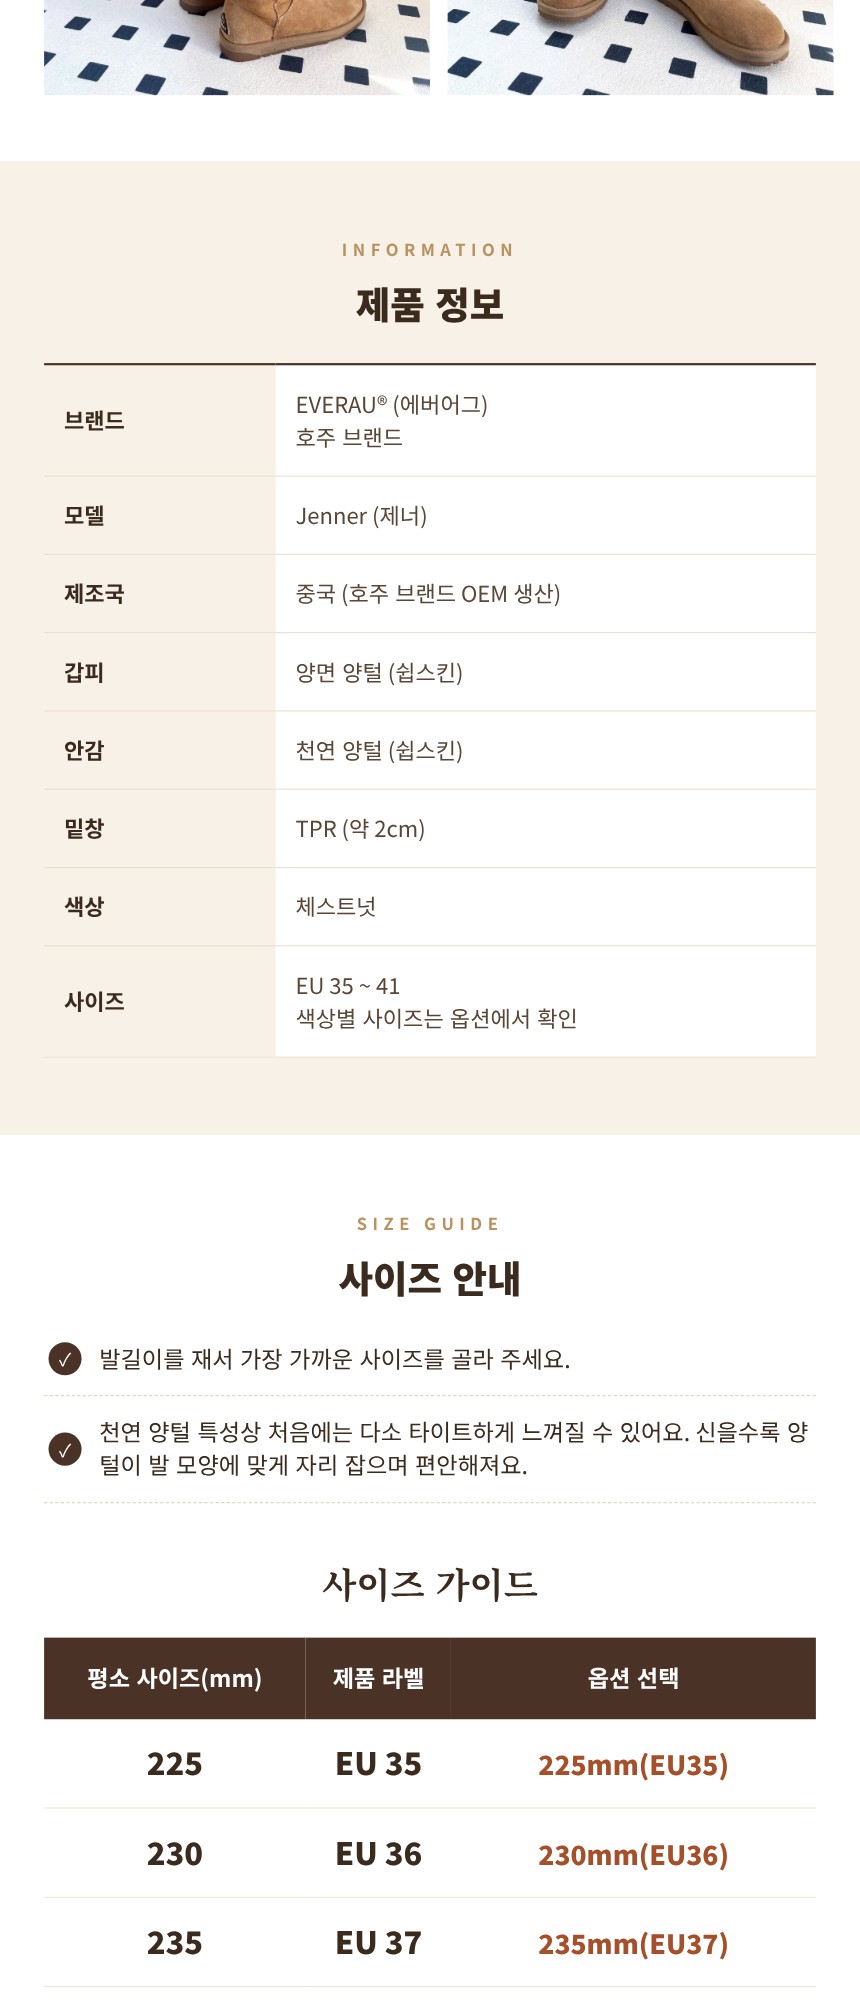 INFORMATION
제품 정보
브랜드
EVERAU® (에버어그)
호주 브랜드
모델
Jenner (제너)
제조국
중국 (호주 브랜드 OEM 생산)
갑피
양면 양털 (쉽스킨)
안감
천연 양털 (쉽스킨)
밑창
TPR (약 2cm)
색상
체스트넛
사이즈
EU 35 ~ 41
색상별 사이즈는 옵션에서 확인
SIZE GUIDE
사이즈 안내
발길이를 재서 가장 가까운 사이즈를 골라 주세요.
천연 양털 특성상 처음에는 다소 타이트하게 느껴질 수 있어요. 신을수록 양
털이 발 모양에 맞게 자리 잡으며 편안해져요.
사이즈 가이드
평소 사이즈(mm) 제품 라벨 옵션 선택
225 EU 35 225mm(EU35)
230 EU 36 230mm(EU36)
235 EU 37 235mm(EU37)